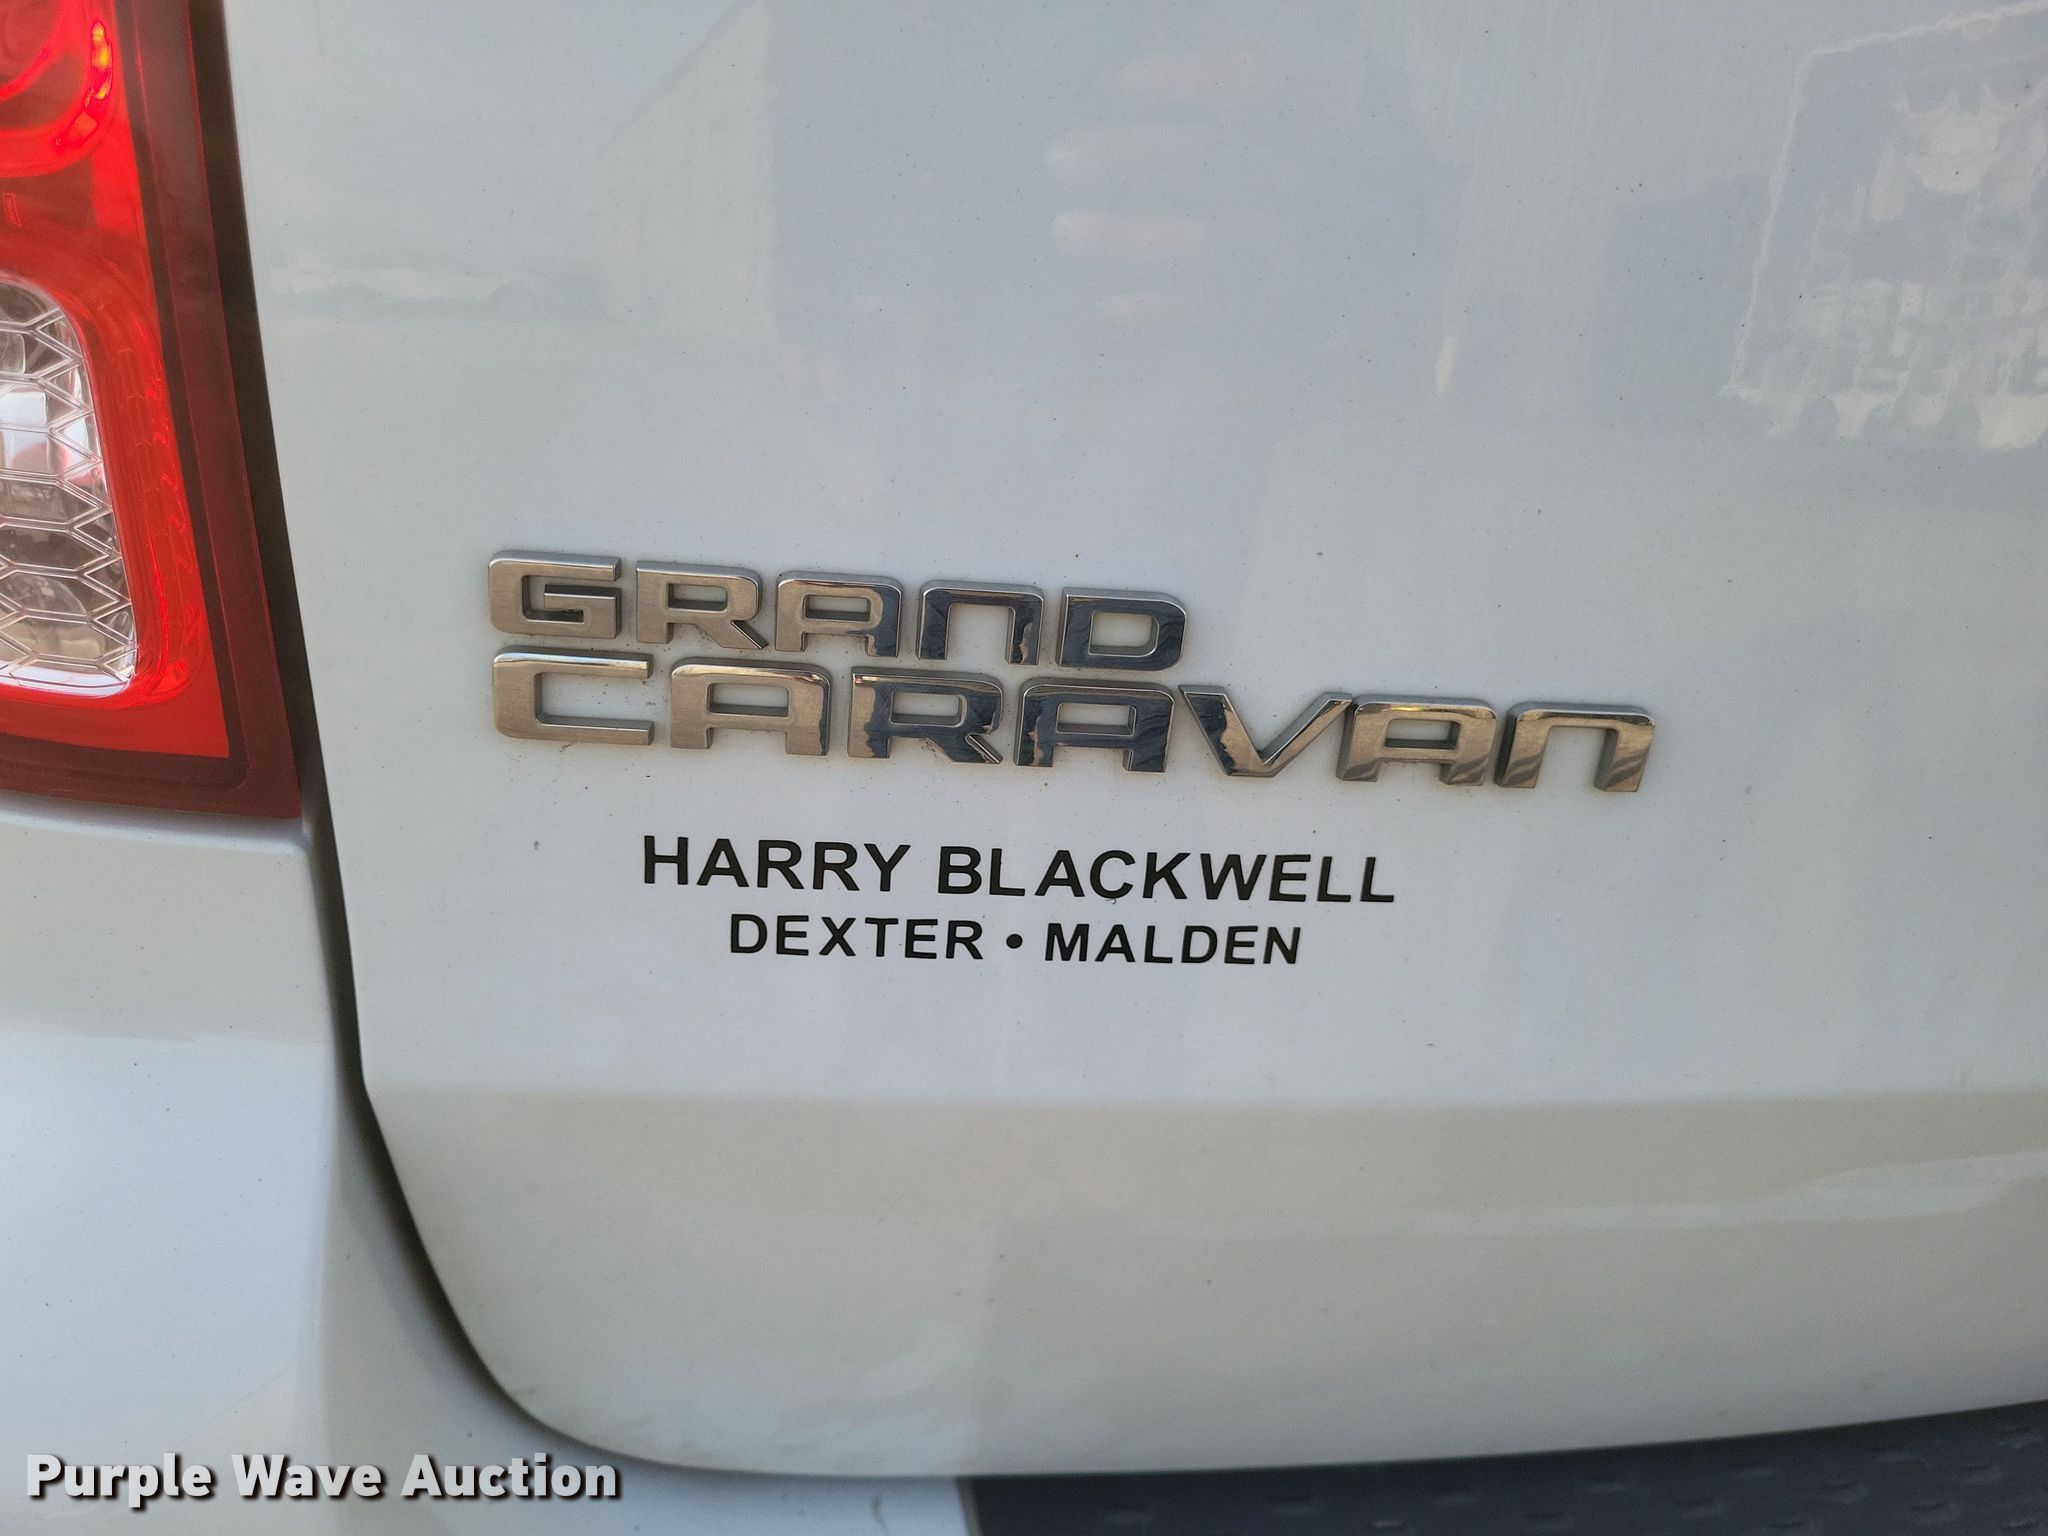 GRAND
CARAVAN
HARRY BLACKWELL
DEXTER • MALDEN
Purple Wave Auction